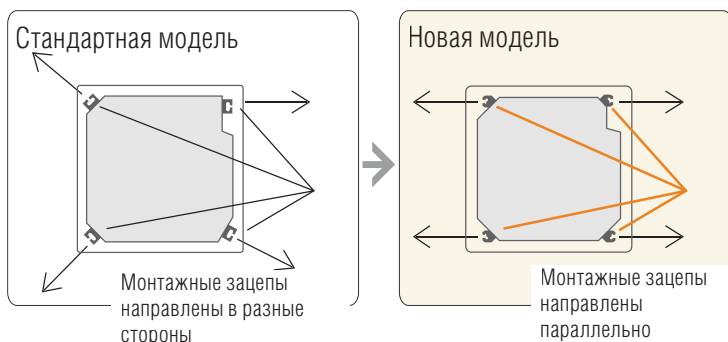 Стандартная модель
Монтажные зацепы
направлены в разные
стороны
Новая модель
Монтажные зацепы
направлены
параллельно